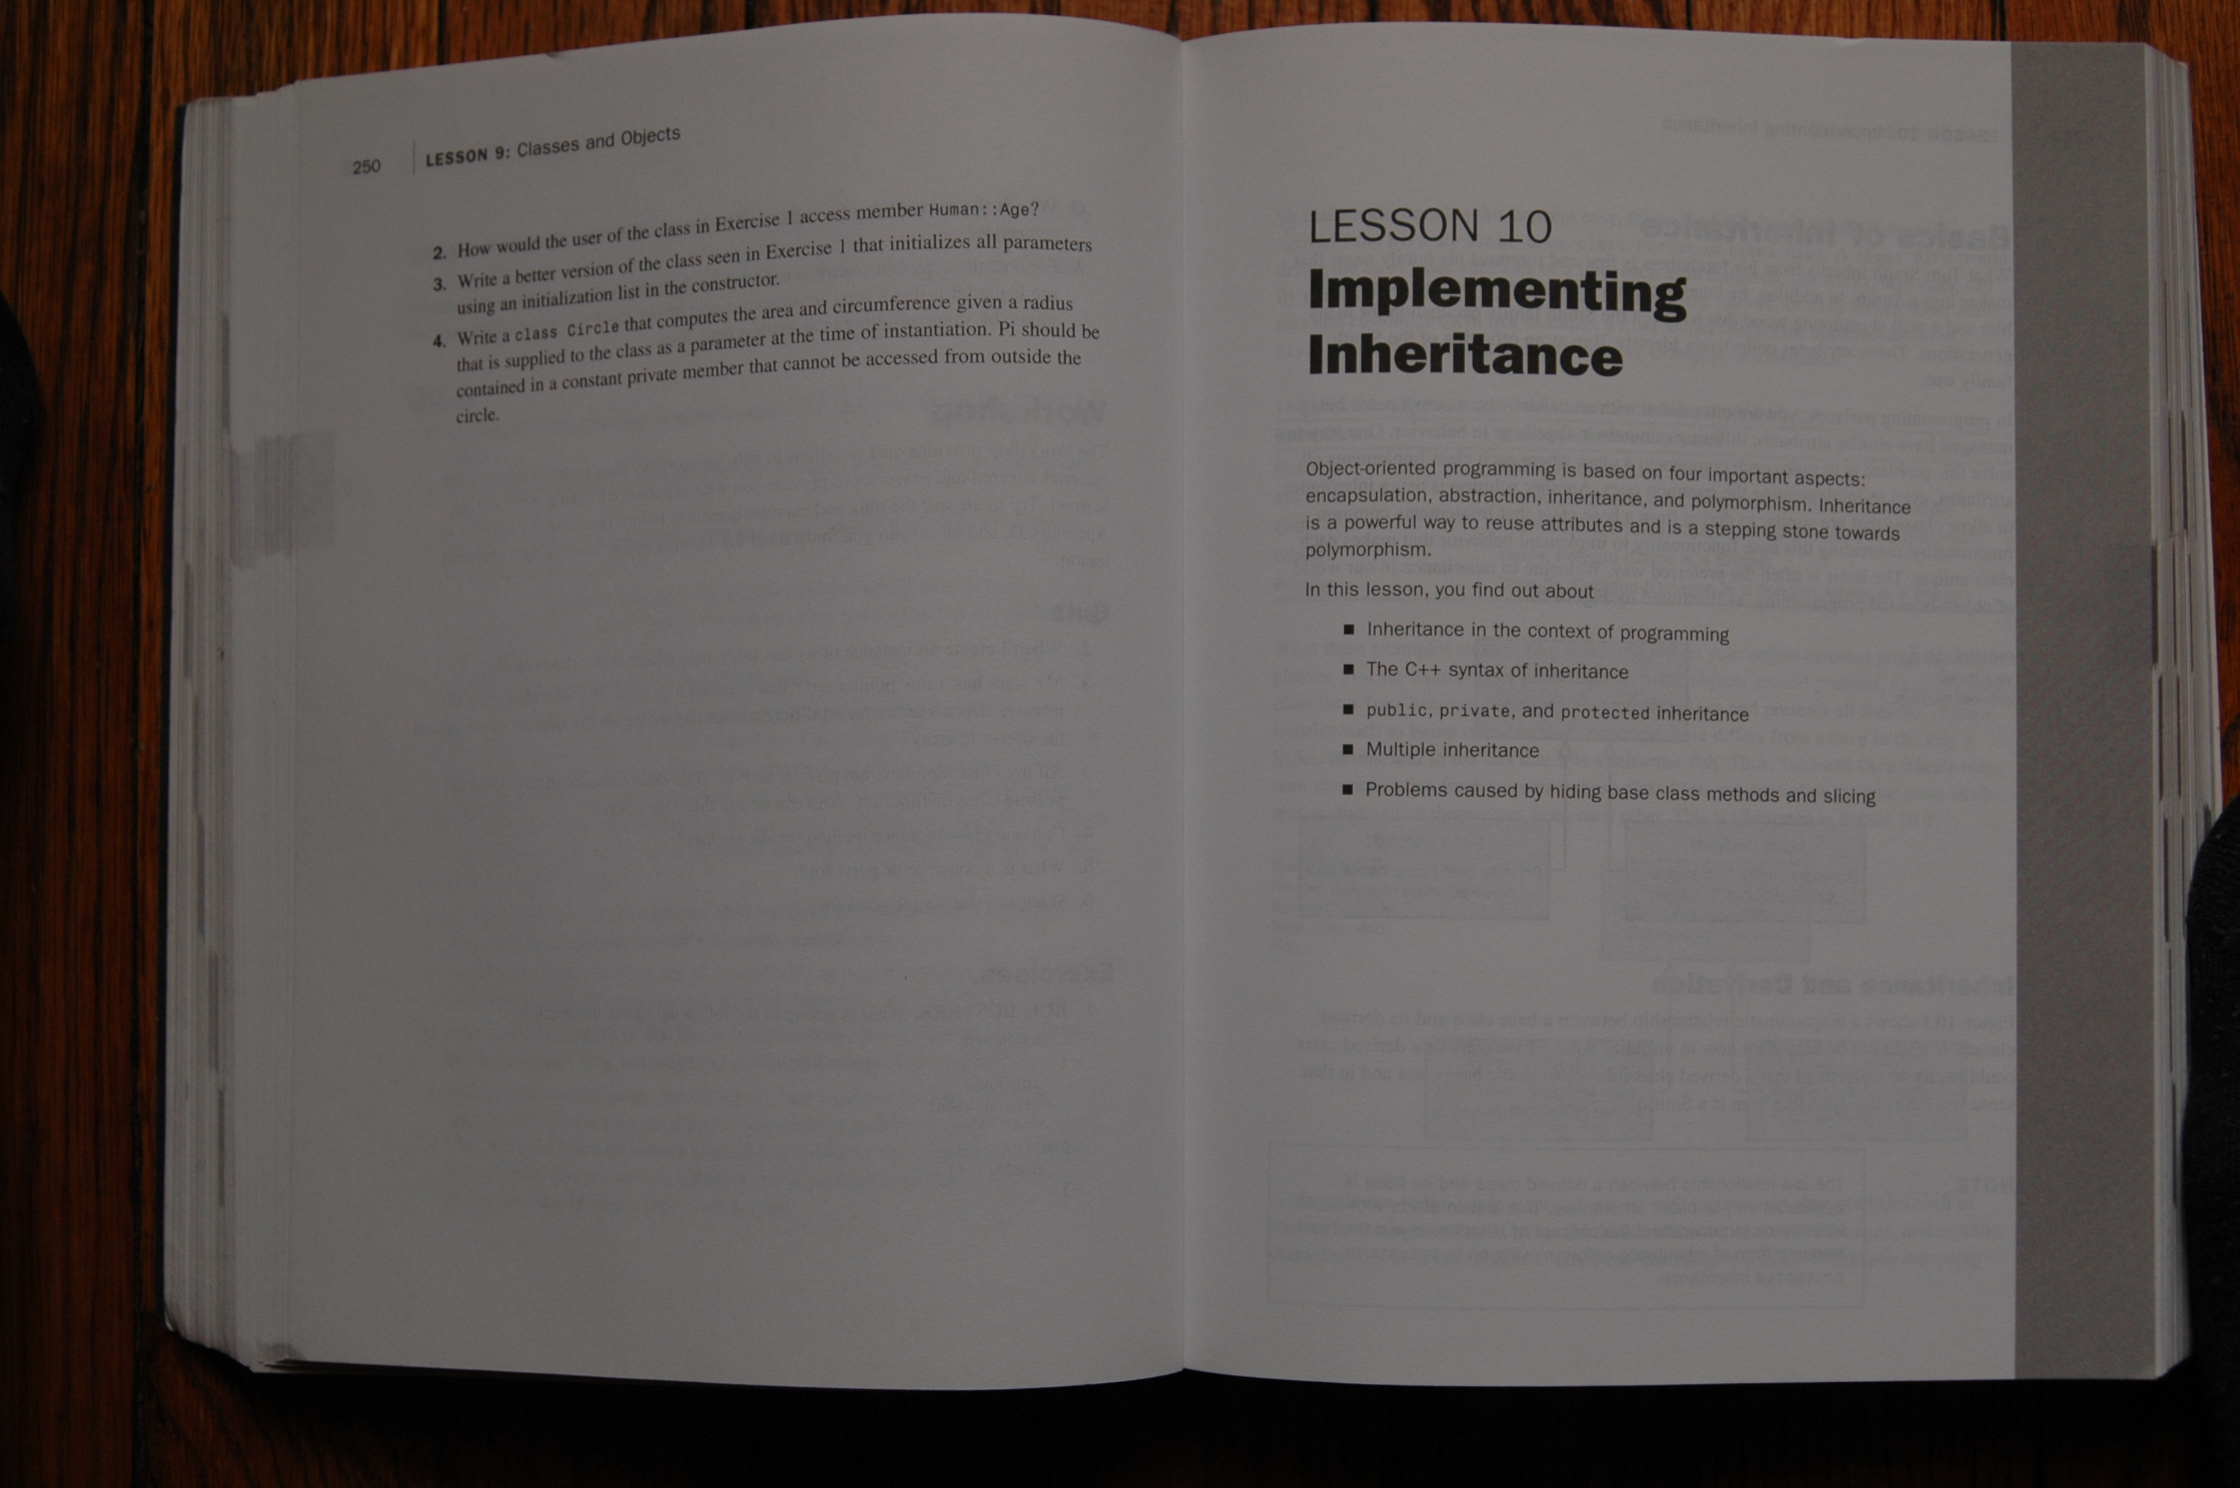 250
LESSON 9: Classes and Objects
2. How would the user of the class in Exercise 1 access member Human::Age?
3. Write a better version of the class seen in Exercise 1 that initializes all parameters
using an initialization list in the constructor.
4. Write a class Circle that computes the area and circumference given a radius
that is supplied to the class as a parameter at the time of instantiation. Pi should be
contained in a constant private member that cannot be accessed from outside the
circle.
LESSON 10
Implementing
Inheritance
Object-oriented programming is based on four important aspects:
encapsulation, abstraction, inheritance, and polymorphism. Inheritance
is a powerful way to reuse attributes and is a stepping stone towards
polymorphism.
In this lesson, you find out about
■ Inheritance in the context of programming
■ The C++ syntax of inheritance
■ public, private, and protected inheritance
■ Multiple inheritance
■ Problems caused by hiding base class methods and slicing